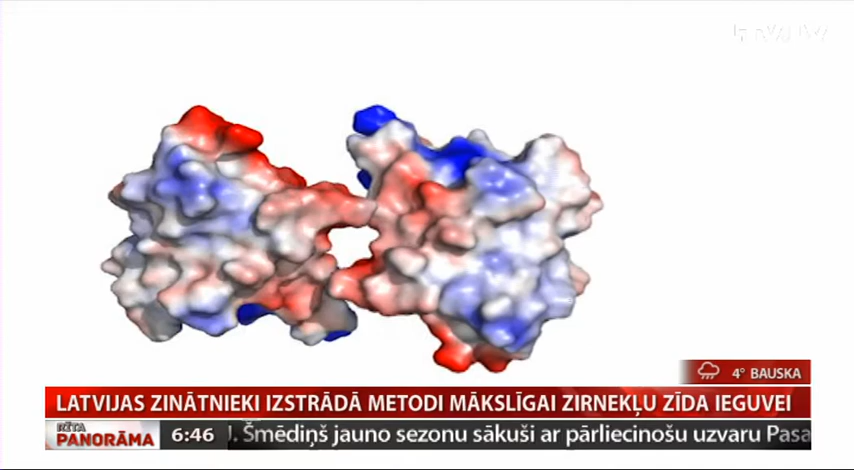 4° BAUSKA
LATVIJAS ZINĀTNIEKI IZSTRĀDĀ METODI MĀKSLĪGAI ZIRNEKĻU ZĪDA IEGUVEI
RĪTA
PANORĀMA
6:46
J. Šmēdiņš jauno sezonu sākuši ar pārliecinošu uzvaru Pasa